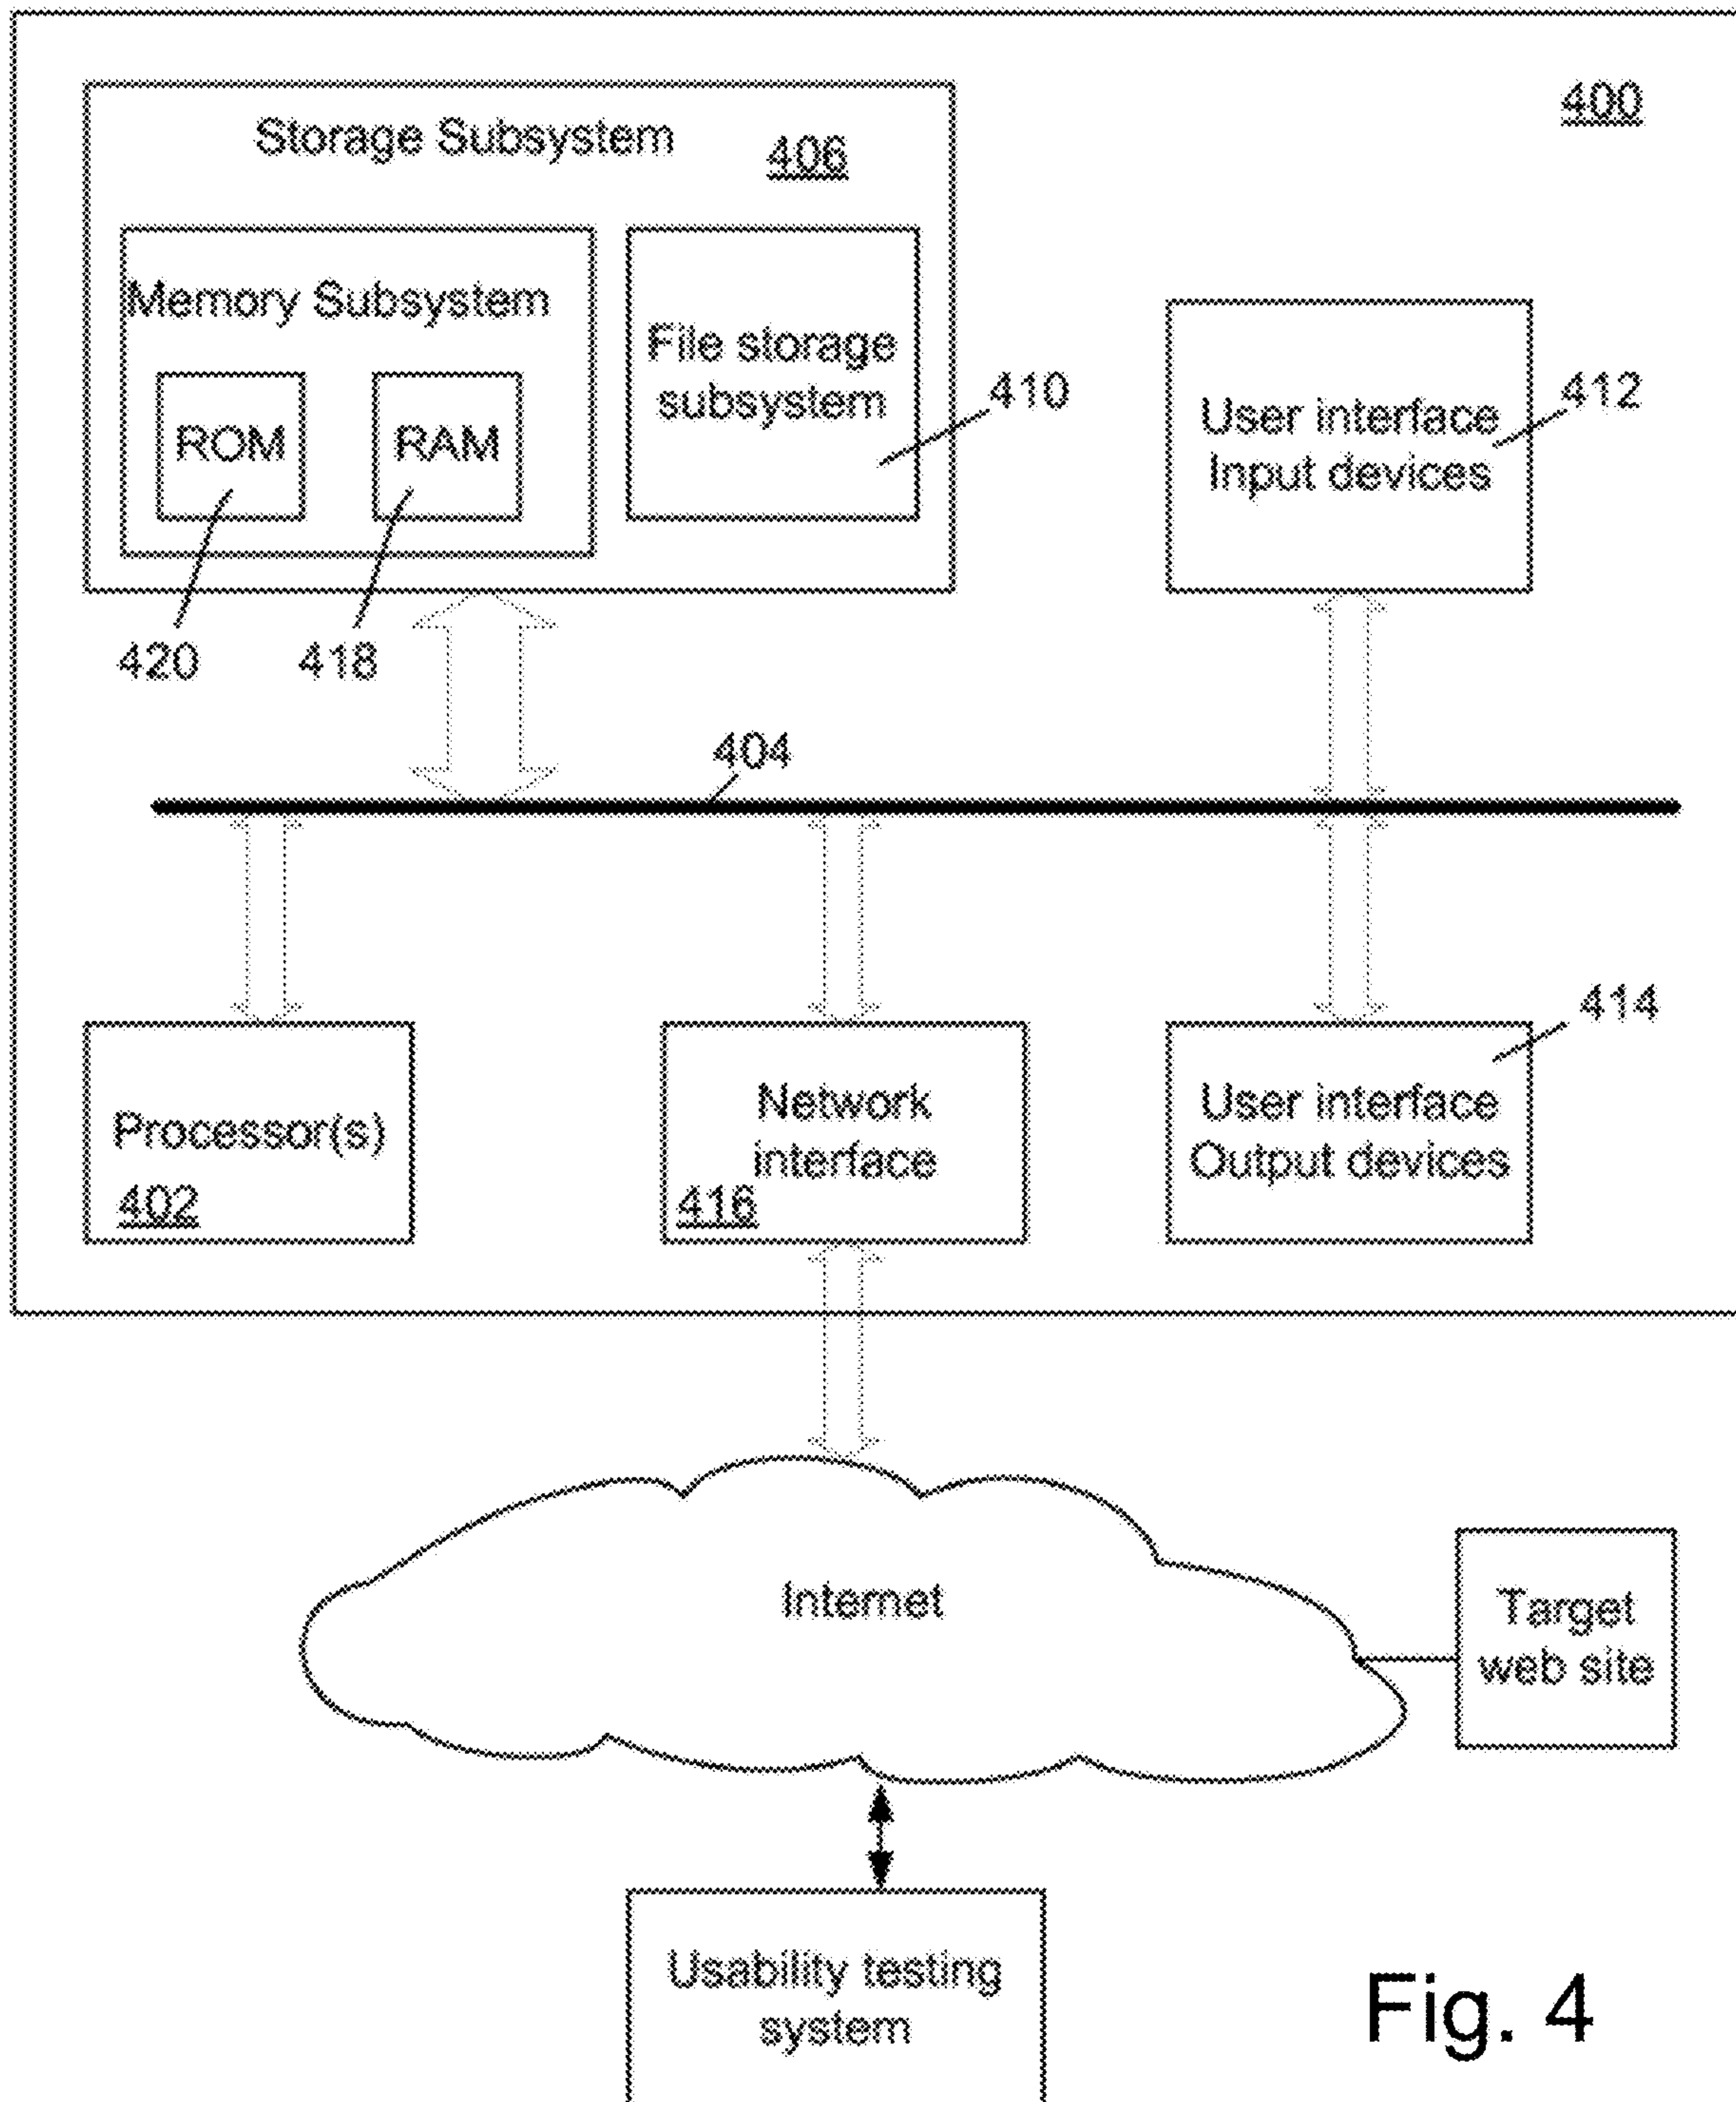 400
Storage Subsystem
406
Memory Subsystem
File storage
subsystem
410
ROM
RAM
420
418
User interface
Input devices
412
404
Processor(s)
402
Network
interface
416
User interface
Output devices
414
Internet
Target
web site
Usability testing
system
Fig. 4